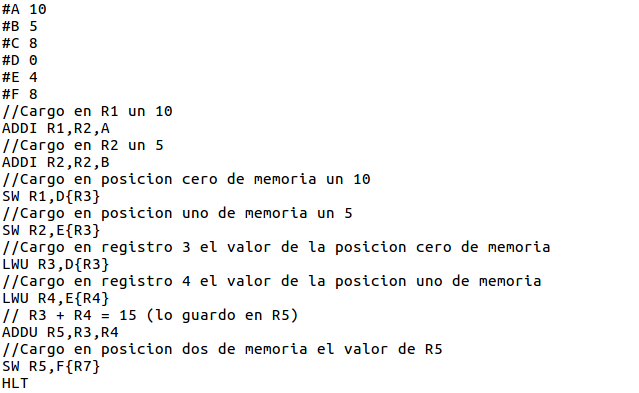 #A 10
#B 5
#C 8
#D 0
#E 4
#F 8
//Cargo en R1 un 10
ADDI R1,R2,A
//Cargo en R2 un 5
ADDI R2,R2,B
//Cargo en posicion cero de memoria un 10
SW R1,D{R3}
//Cargo en posicion uno de memoria un 5
SW R2,E{R3}
//Cargo en registro 3 el valor de la posicion cero de memoria
LWU R3,D{R3}
//Cargo en registro 4 el valor de la posicion uno de memoria
LWU R4,E{R4}
// R3 + R4 = 15 (lo guardo en R5)
ADDU R5,R3,R4
//Cargo en posicion dos de memoria el valor de R5
SW R5,F{R7}
HLT